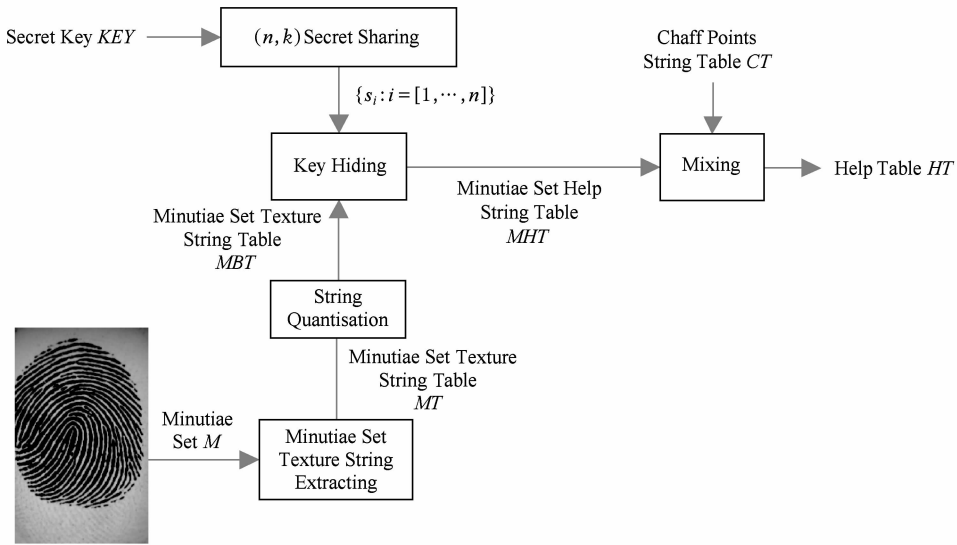 Secret Key KEY
(n, k) Secret Sharing
{s_i : i = [1, ⋯, n]}
Chaff Points
String Table CT
Key Hiding
Minutiae Set Help
String Table
MHT
Mixing
Help Table HT
Minutiae Set Texture
String Table
MBT
String
Quantisation
Minutiae Set Texture
String Table
MT
Minutiae
Set M
Minutiae Set
Texture String
Extracting